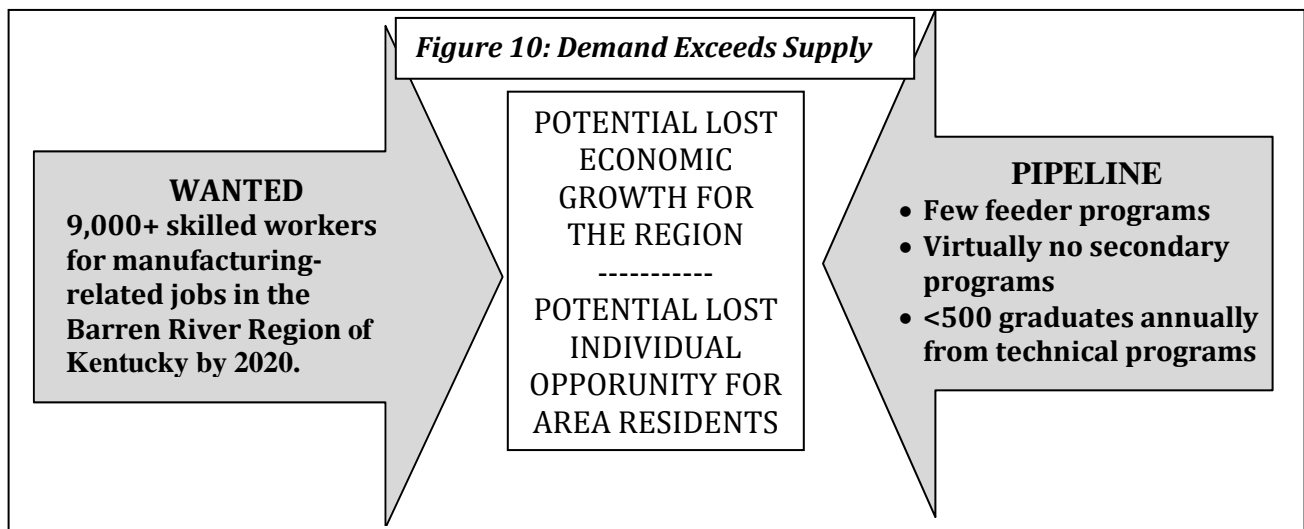 Figure 10: Demand Exceeds Supply
WANTED
9,000+ skilled workers
for manufacturing-
related jobs in the
Barren River Region of
Kentucky by 2020.
POTENTIAL LOST
ECONOMIC
GROWTH FOR
THE REGION
-----------
POTENTIAL LOST
INDIVIDUAL
OPPORUNITY FOR
AREA RESIDENTS
PIPELINE
• Few feeder programs
• Virtually no secondary
programs
• <500 graduates annually
from technical programs